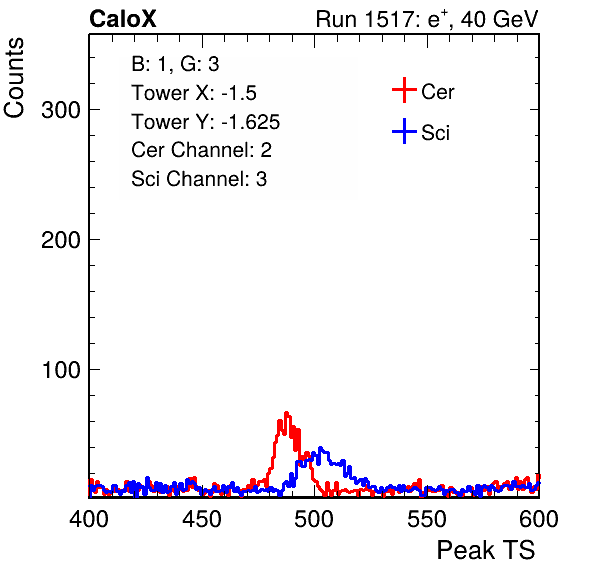 CaloX Run 1517: e⁺, 40 GeV
Counts
B: 1, G: 3
Tower X: -1.5
Tower Y: -1.625
Cer Channel: 2
Sci Channel: 3
Cer
Sci
300
200
100
400 450 500 550 600
Peak TS